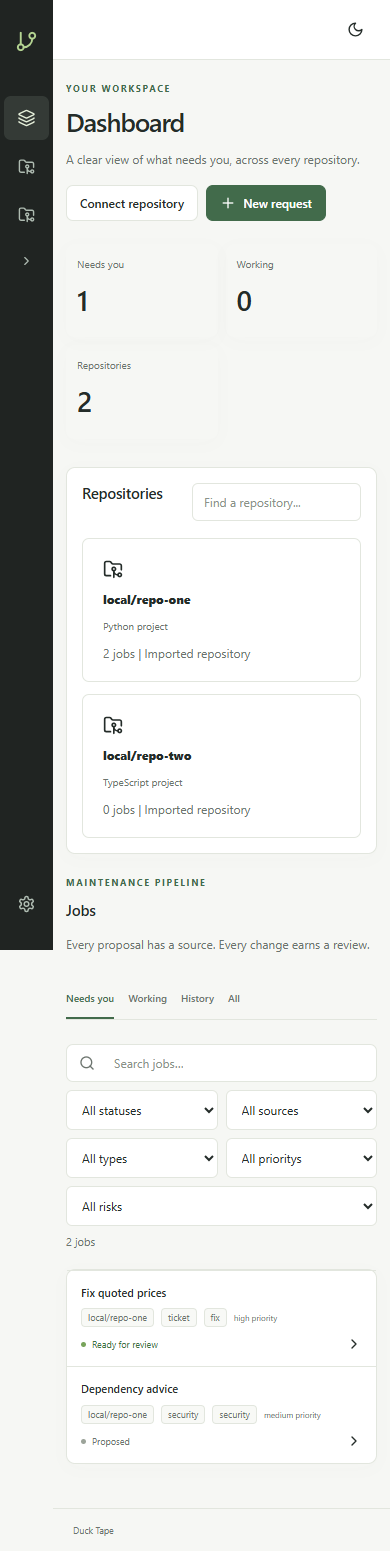 YOUR WORKSPACE
Dashboard
A clear view of what needs you, across every repository.
Connect repository
New request
Needs you
1
Working
0
Repositories
2
Repositories
Find a repository...
local/repo-one
Python project
2 jobs | Imported repository
local/repo-two
TypeScript project
0 jobs | Imported repository
MAINTENANCE PIPELINE
Jobs
Every proposal has a source. Every change earns a review.
Needs you Working History All
Search jobs...
All statuses
All sources
All types
All prioritys
All risks
2 jobs
Fix quoted prices
local/repo-one ticket fix high priority
Ready for review
Dependency advice
local/repo-one security security medium priority
Proposed
Duck Tape